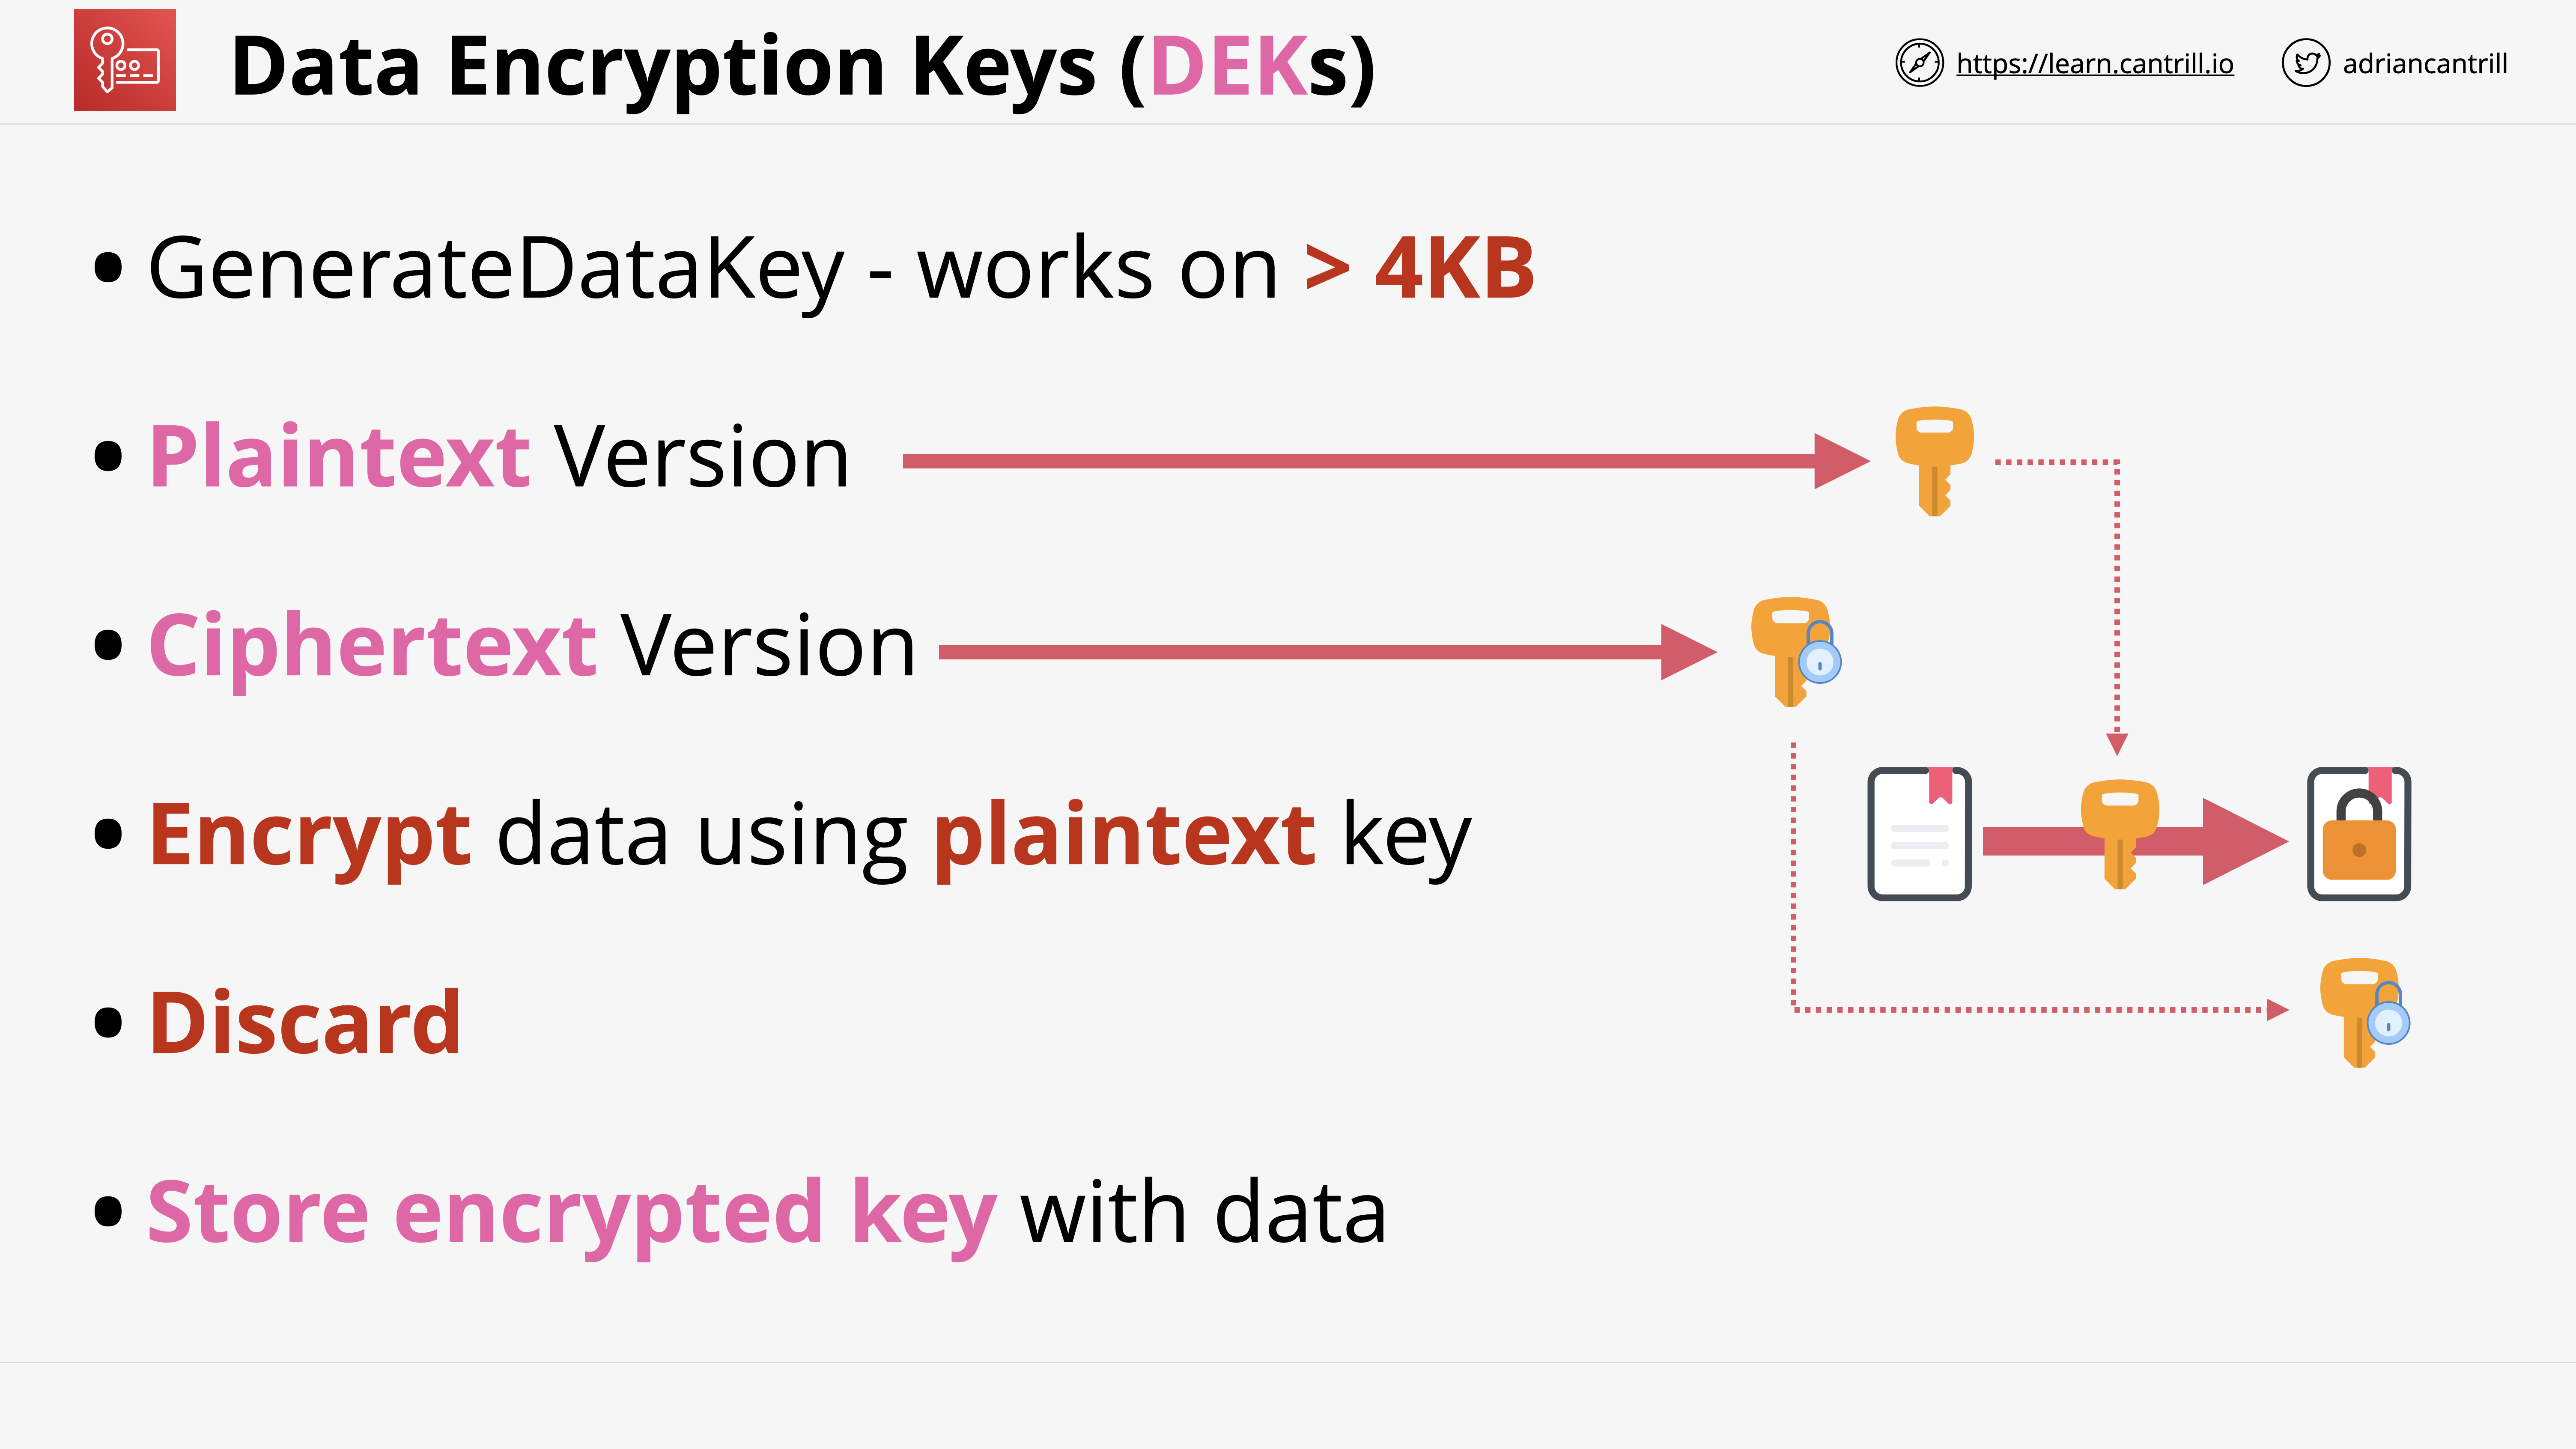 Data Encryption Keys (DEKs)
https://learn.cantrill.io
adriancantrill
• GenerateDataKey - works on > 4KB
• Plaintext Version
• Ciphertext Version
• Encrypt data using plaintext key
• Discard
• Store encrypted key with data